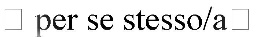 □ per se stesso/a□